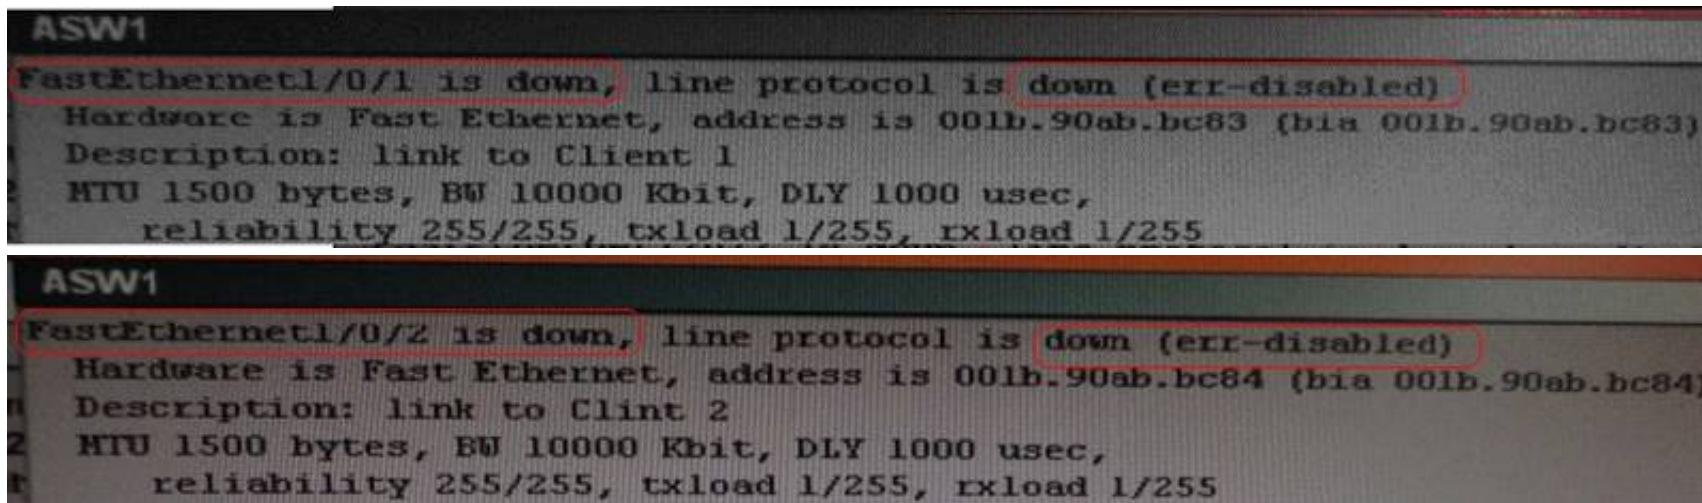 ASW1
FastEthernet1/0/1 is down, line protocol is down (err-disabled)
Hardware is Fast Ethernet, address is 001b.90ab.bc83 (bia 001b.90ab.bc83)
Description: link to Client 1
MTU 1500 bytes, BW 10000 Kbit, DLY 1000 usec,
reliability 255/255, txload 1/255, rxload 1/255
ASW1
FastEthernet1/0/2 is down, line protocol is down (err-disabled)
Hardware is Fast Ethernet, address is 001b.90ab.bc84 (bia 001b.90ab.bc84)
Description: link to Clint 2
MTU 1500 bytes, BW 10000 Kbit, DLY 1000 usec,
reliability 255/255, txload 1/255, rxload 1/255